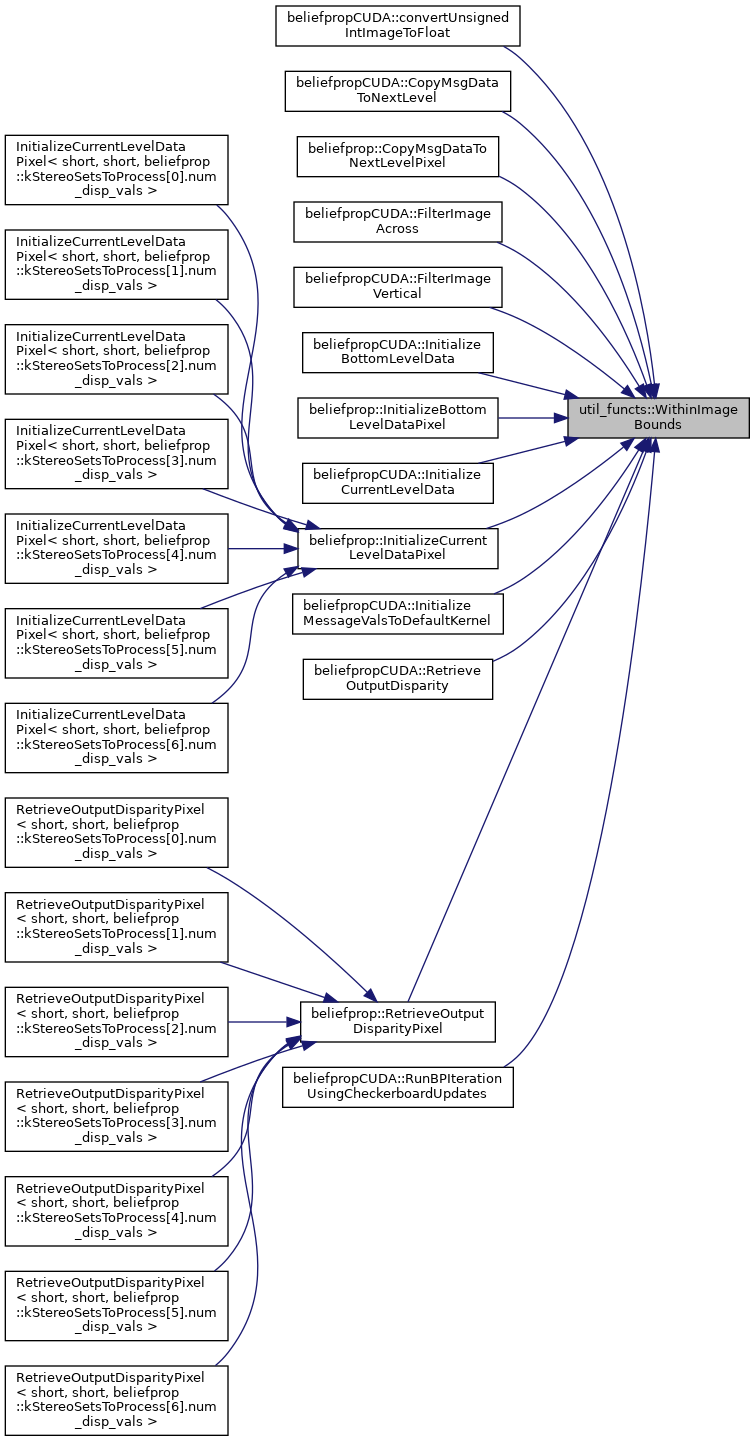 beliefpropCUDA::convertUnsigned
IntImageToFloat
beliefpropCUDA::CopyMsgData
ToNextLevel
beliefprop::CopyMsgDataTo
NextLevelPixel
beliefpropCUDA::FilterImage
Across
beliefpropCUDA::FilterImage
Vertical
beliefpropCUDA::Initialize
BottomLevelData
beliefprop::InitializeBottom
LevelDataPixel
beliefpropCUDA::Initialize
CurrentLevelData
beliefprop::InitializeCurrent
LevelDataPixel
beliefpropCUDA::Initialize
MessageValsToDefaultKernel
beliefpropCUDA::Retrieve
OutputDisparity
beliefprop::RetrieveOutput
DisparityPixel
beliefpropCUDA::RunBPIteration
UsingCheckerboardUpdates
util_functs::WithinImage
Bounds
InitializeCurrentLevelData
Pixel< short, short, beliefprop
::kStereoSetsToProcess[0].num
_disp_vals >
InitializeCurrentLevelData
Pixel< short, short, beliefprop
::kStereoSetsToProcess[1].num
_disp_vals >
InitializeCurrentLevelData
Pixel< short, short, beliefprop
::kStereoSetsToProcess[2].num
_disp_vals >
InitializeCurrentLevelData
Pixel< short, short, beliefprop
::kStereoSetsToProcess[3].num
_disp_vals >
InitializeCurrentLevelData
Pixel< short, short, beliefprop
::kStereoSetsToProcess[4].num
_disp_vals >
InitializeCurrentLevelData
Pixel< short, short, beliefprop
::kStereoSetsToProcess[5].num
_disp_vals >
InitializeCurrentLevelData
Pixel< short, short, beliefprop
::kStereoSetsToProcess[6].num
_disp_vals >
RetrieveOutputDisparityPixel
< short, short, beliefprop
::kStereoSetsToProcess[0].num
_disp_vals >
RetrieveOutputDisparityPixel
< short, short, beliefprop
::kStereoSetsToProcess[1].num
_disp_vals >
RetrieveOutputDisparityPixel
< short, short, beliefprop
::kStereoSetsToProcess[2].num
_disp_vals >
RetrieveOutputDisparityPixel
< short, short, beliefprop
::kStereoSetsToProcess[3].num
_disp_vals >
RetrieveOutputDisparityPixel
< short, short, beliefprop
::kStereoSetsToProcess[4].num
_disp_vals >
RetrieveOutputDisparityPixel
< short, short, beliefprop
::kStereoSetsToProcess[5].num
_disp_vals >
RetrieveOutputDisparityPixel
< short, short, beliefprop
::kStereoSetsToProcess[6].num
_disp_vals >